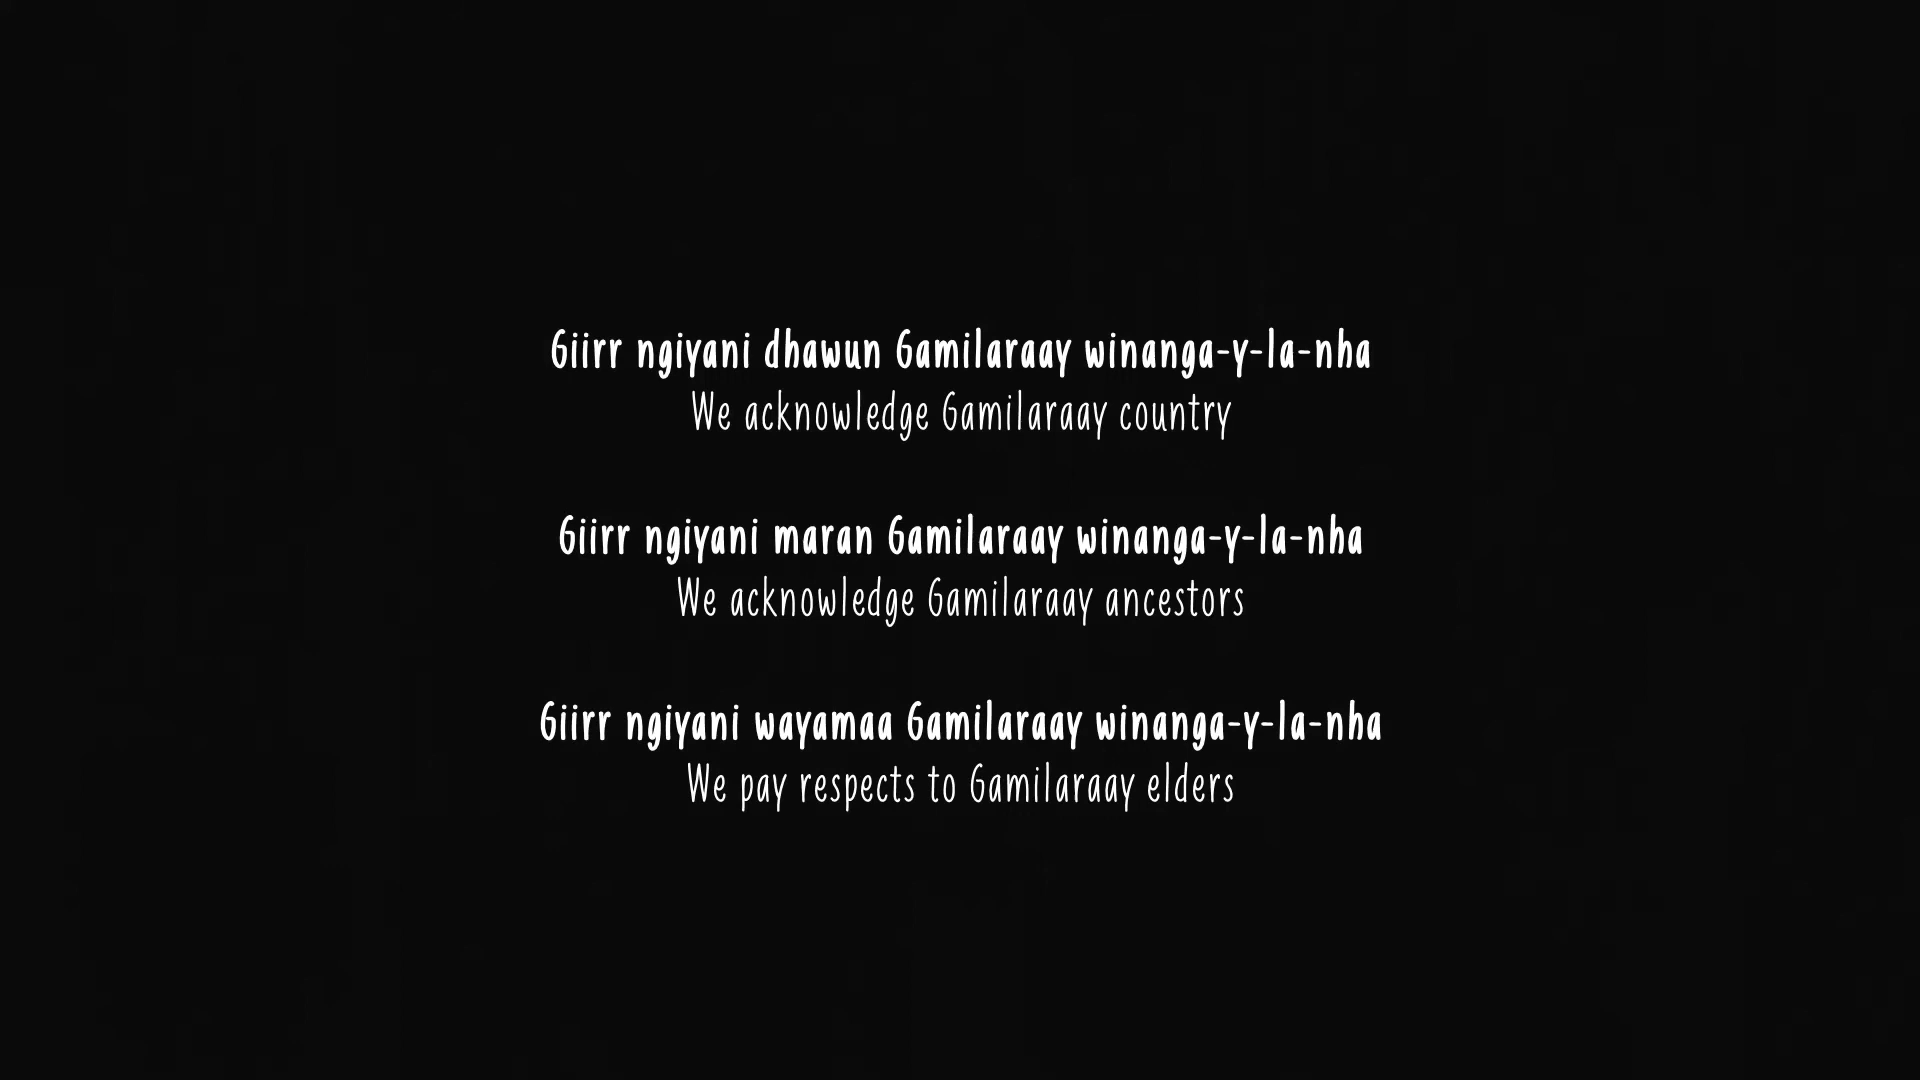 Giirr ngiyani dhawun Gamilaraay winanga-y-la-nha
We acknowledge Gamilaraay country
Giirr ngiyani maran Gamilaraay winanga-y-la-nha
We acknowledge Gamilaraay ancestors
Giirr ngiyani wayamaa Gamilaraay winanga-y-la-nha
We pay respects to Gamilaraay elders